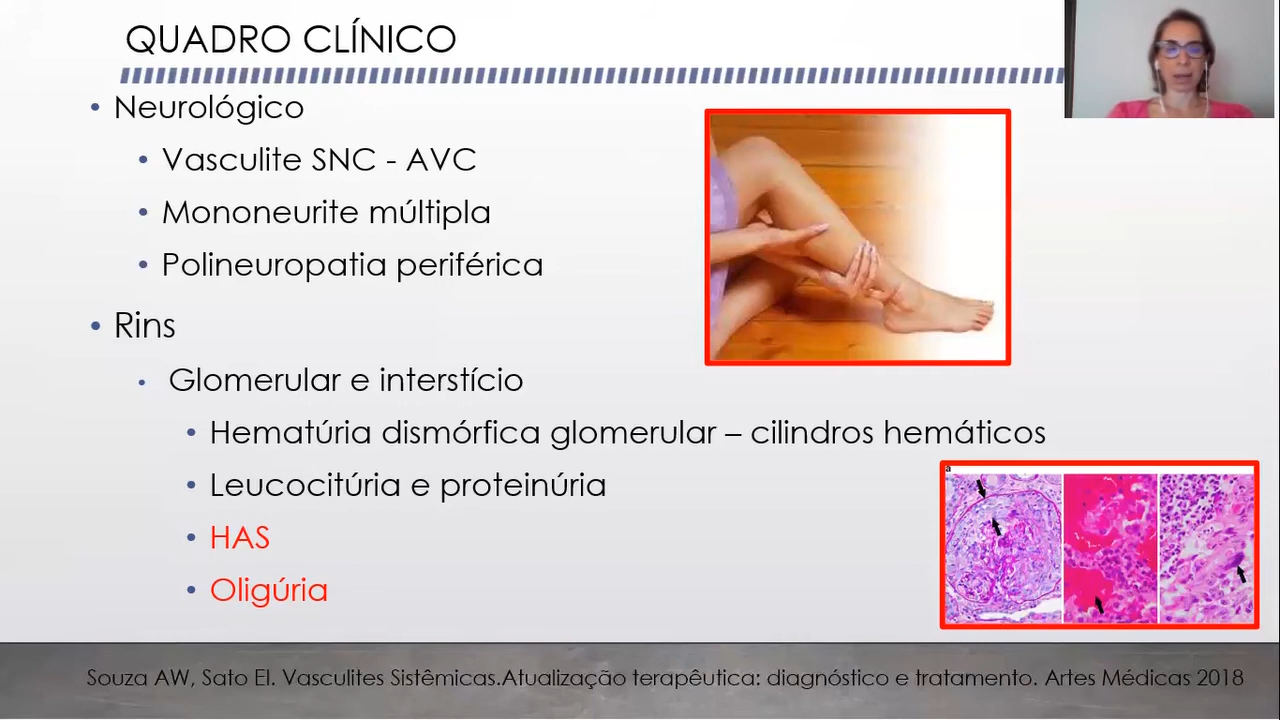 QUADRO CLÍNICO
• Neurológico
• Vasculite SNC - AVC
• Mononeurite múltipla
• Polineuropatia periférica
• Rins
• Glomerular e interstício
• Hematúria dismórfica glomerular – cilindros hemáticos
a
• Leucocitúria e proteinúria
• HAS
• Oligúria
Souza AW, Sato EI. Vasculites Sistêmicas.Atualização terapêutica: diagnóstico e tratamento. Artes Médicas 2018